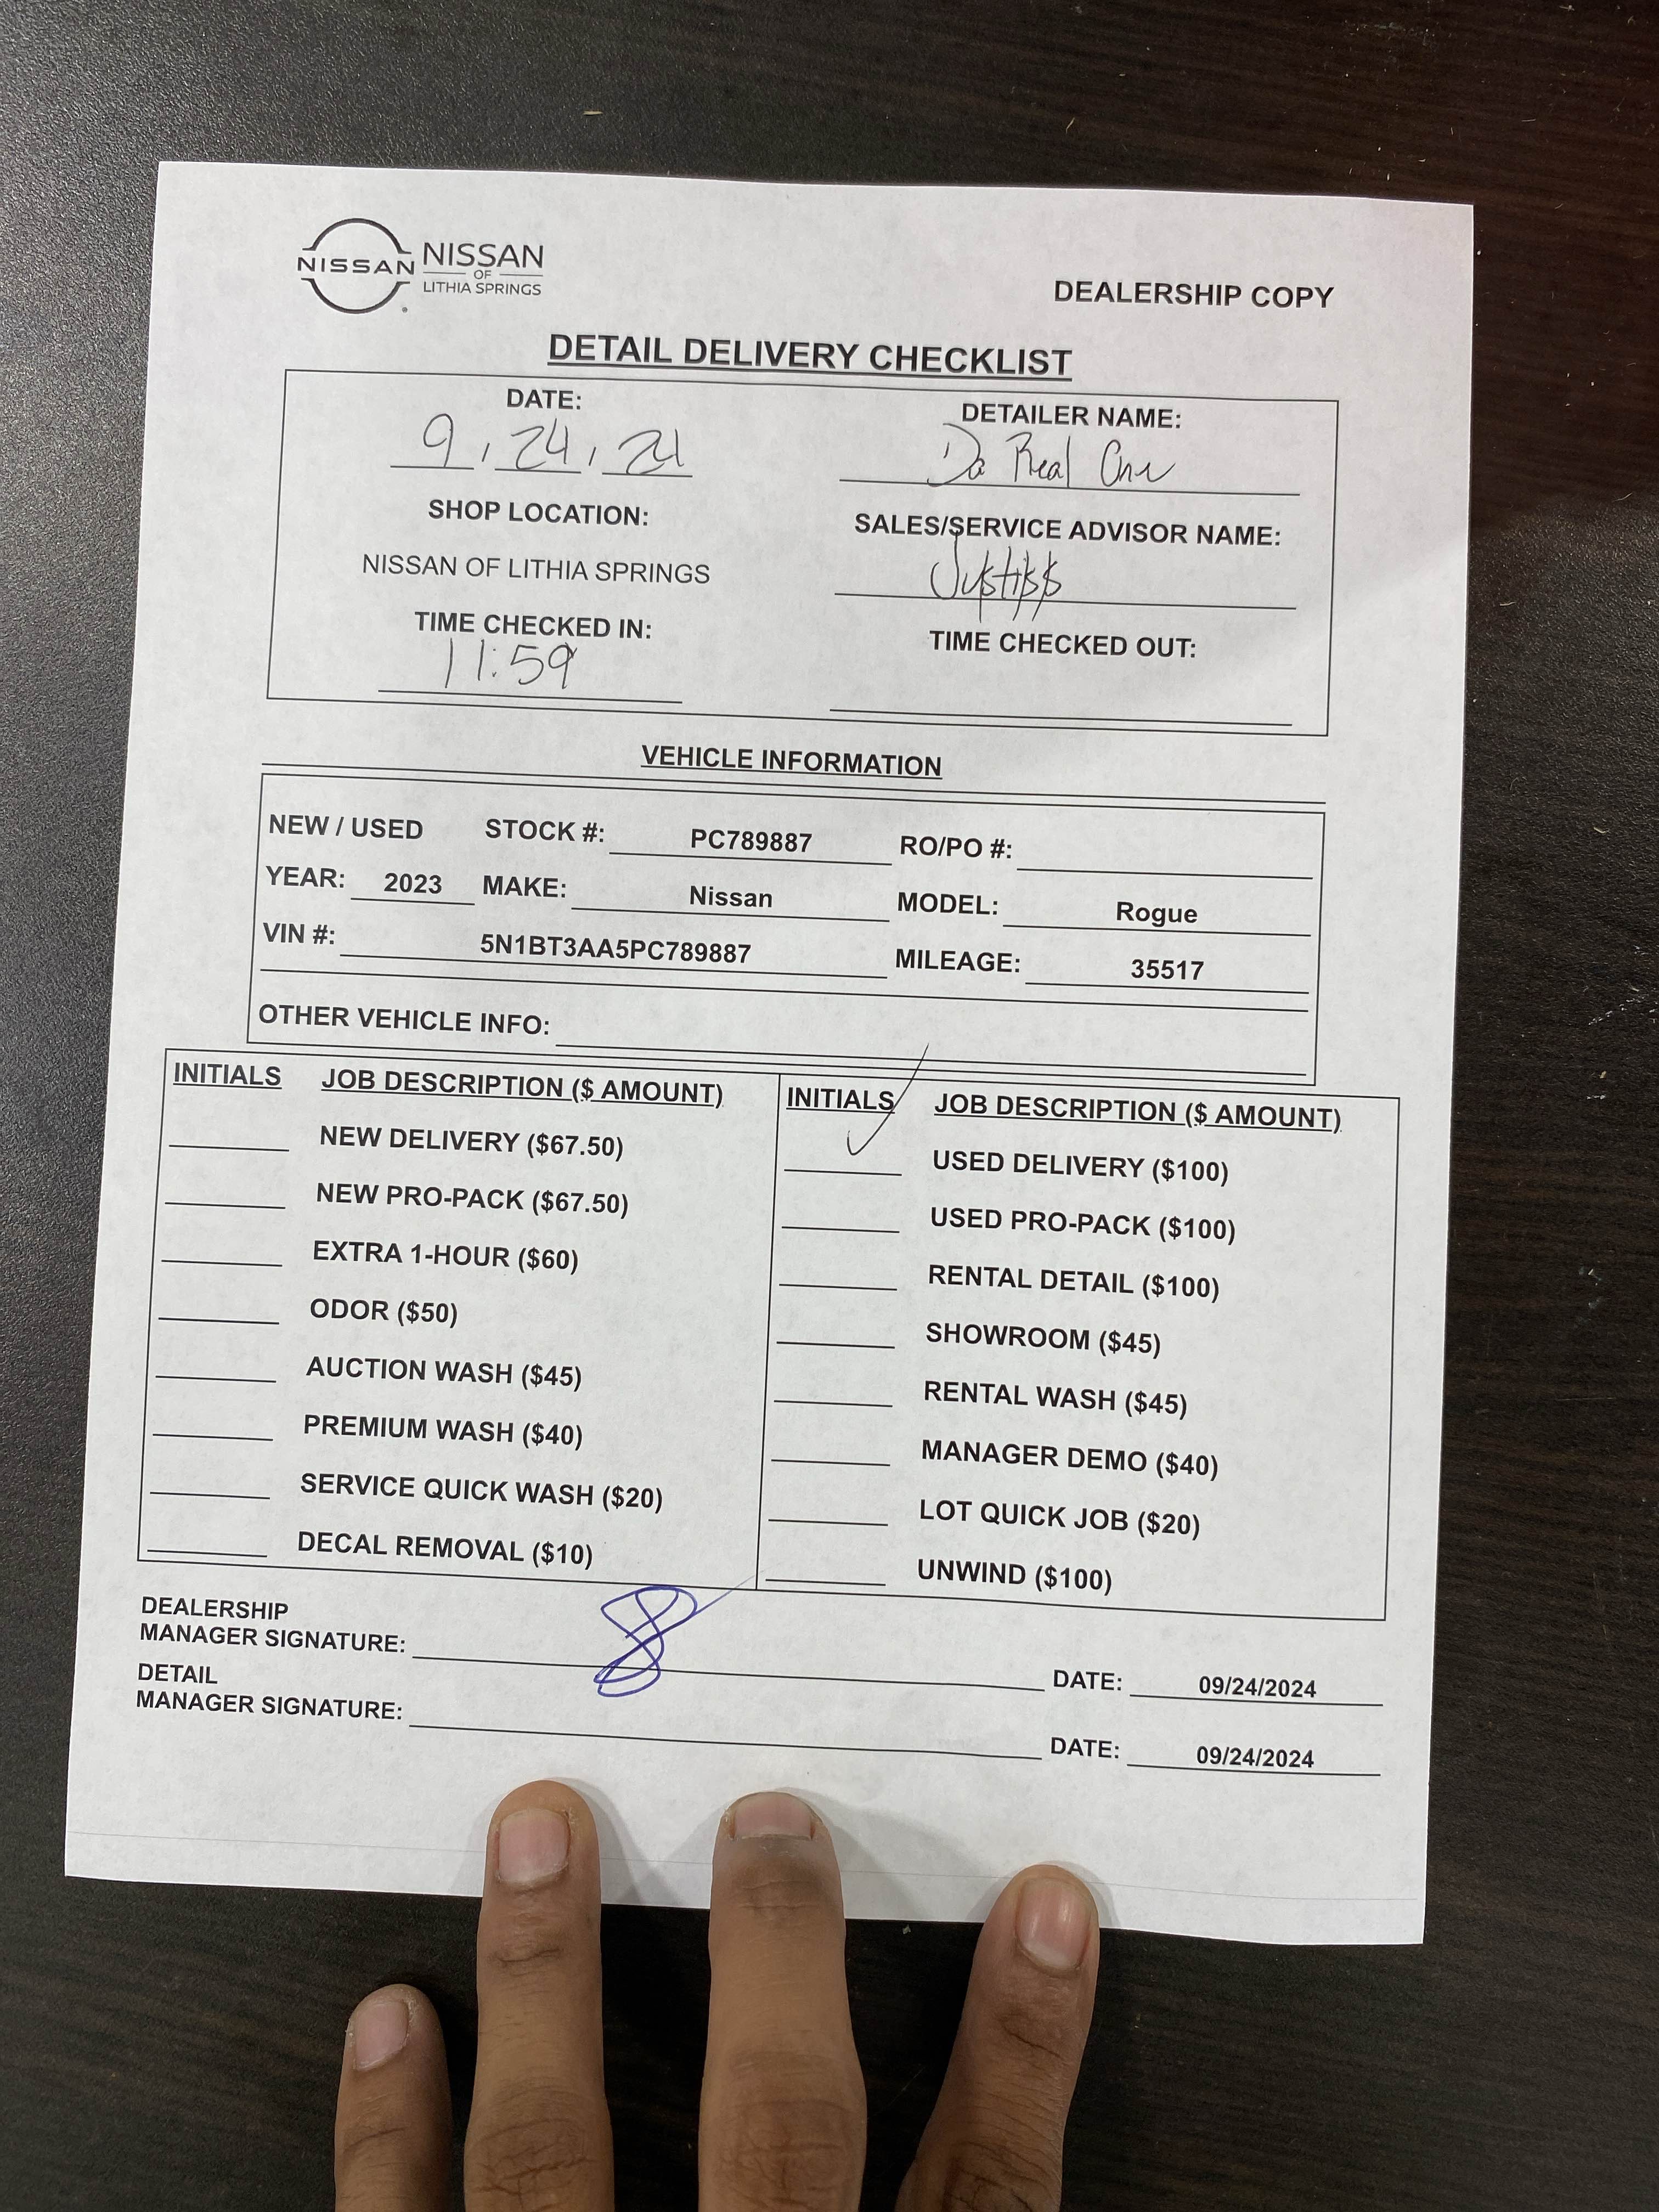 NISSAN NISSAN
OF
LITHIA SPRINGS
DEALERSHIP COPY
DETAIL DELIVERY CHECKLIST
DATE:
9 , 24 , 24
DETAILER NAME:
Da Real One
SHOP LOCATION:
NISSAN OF LITHIA SPRINGS
SALES/SERVICE ADVISOR NAME:
Ju$ti$$
TIME CHECKED IN:
11:59
TIME CHECKED OUT:
VEHICLE INFORMATION
NEW / USED STOCK #: PC789887 RO/PO #:
YEAR: 2023 MAKE: Nissan MODEL: Rogue
VIN #: 5N1BT3AA5PC789887 MILEAGE: 35517
OTHER VEHICLE INFO:
INITIALS JOB DESCRIPTION ($ AMOUNT)
NEW DELIVERY ($67.50)
NEW PRO-PACK ($67.50)
EXTRA 1-HOUR ($60)
ODOR ($50)
AUCTION WASH ($45)
PREMIUM WASH ($40)
SERVICE QUICK WASH ($20)
DECAL REMOVAL ($10)
INITIALS JOB DESCRIPTION ($ AMOUNT)
✓ USED DELIVERY ($100)
USED PRO-PACK ($100)
RENTAL DETAIL ($100)
SHOWROOM ($45)
RENTAL WASH ($45)
MANAGER DEMO ($40)
LOT QUICK JOB ($20)
UNWIND ($100)
DEALERSHIP
MANAGER SIGNATURE: DATE: 09/24/2024
DETAIL
MANAGER SIGNATURE: DATE: 09/24/2024